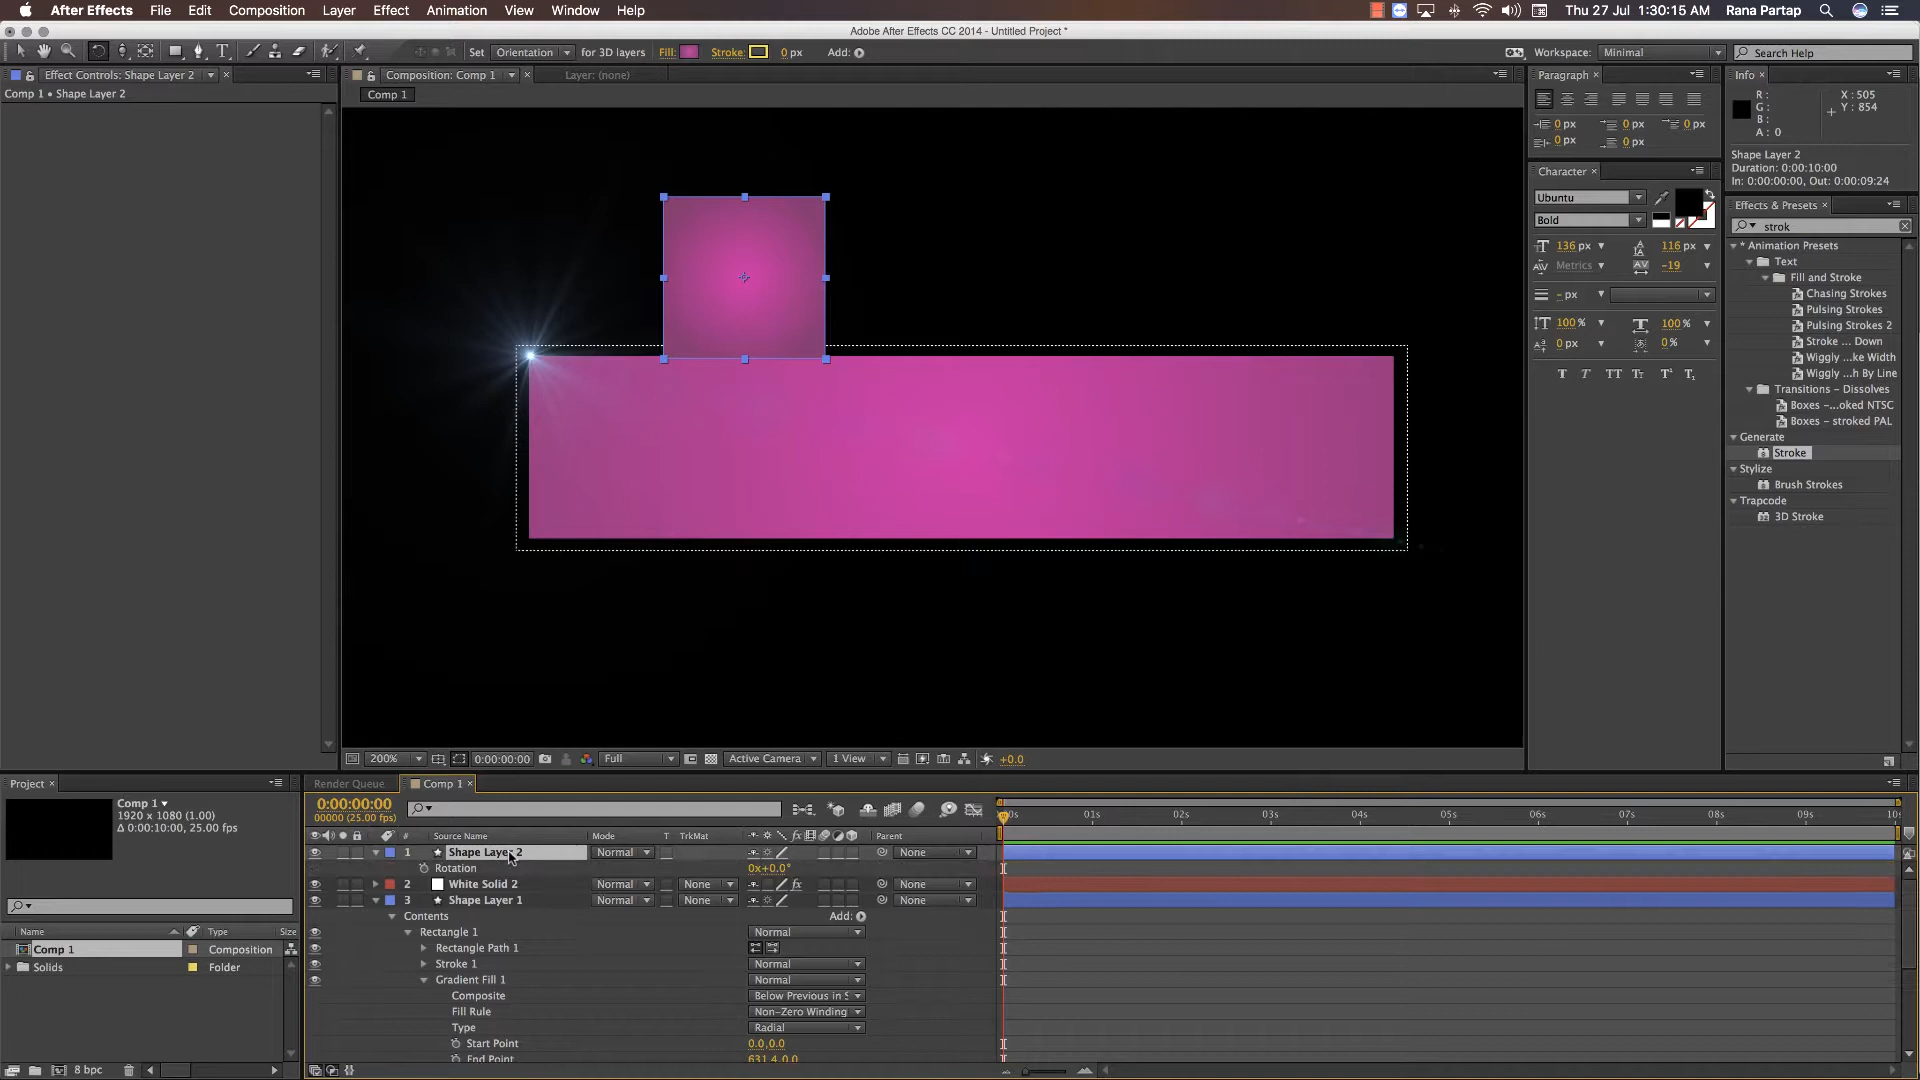 After Effects File Edit Composition Layer Effect Animation View Window Help Thu 27 Jul 1:30:15 AM Rana Partap
Adobe After Effects CC 2014 - Untitled Project *
Set Orientation for 3D layers Fill: Stroke: 0 px Add: Workspace: Minimal Search Help
Effect Controls: Shape Layer 2 × Composition: Comp 1 × Layer: (none) Paragraph × Info ×
Comp 1 • Shape Layer 2 Comp 1
R : X : 505
G : Y : 854
B :
A : 0
0 px 0 px 0 px
0 px 0 px
Shape Layer 2
Duration: 0:00:10:00
In: 0:00:00:00, Out: 0:00:09:24
Character ×
Ubuntu
Bold
136 px 116 px
Metrics -19
- px
100 % 100 %
0 px 0 %
T T TT Tr T¹ T₁
Effects & Presets ×
strok
* Animation Presets
Text
Fill and Stroke
Chasing Strokes
Pulsing Strokes
Pulsing Strokes 2
Stroke ... Down
Wiggly ...ke Width
Wiggly ...h By Line
Transitions - Dissolves
Boxes -...oked NTSC
Boxes - stroked PAL
Generate
Stroke
Stylize
Brush Strokes
Trapcode
3D Stroke
200% 0:00:00:00 Full Active Camera 1 View +0.0
Project ×
Comp 1
1920 x 1080 (1.00)
Δ 0:00:10:00, 25.00 fps
Name Type Size
Comp 1 Composition
Solids Folder
8 bpc
Render Queue Comp 1 ×
0:00:00:00
00000 (25.00 fps)
01s 02s 03s 04s 05s 06s 07s 08s 09s
# Source Name Mode T TrkMat Parent
1 Shape Layer 2 Normal None
Rotation 0x+0.0°
2 White Solid 2 Normal None None
3 Shape Layer 1 Normal None None
Contents Add:
Rectangle 1 Normal
Rectangle Path 1
Stroke 1 Normal
Gradient Fill 1 Normal
Composite Below Previous in S
Fill Rule Non-Zero Winding
Type Radial
Start Point 0.0,0.0
End Point 631.4,0.0